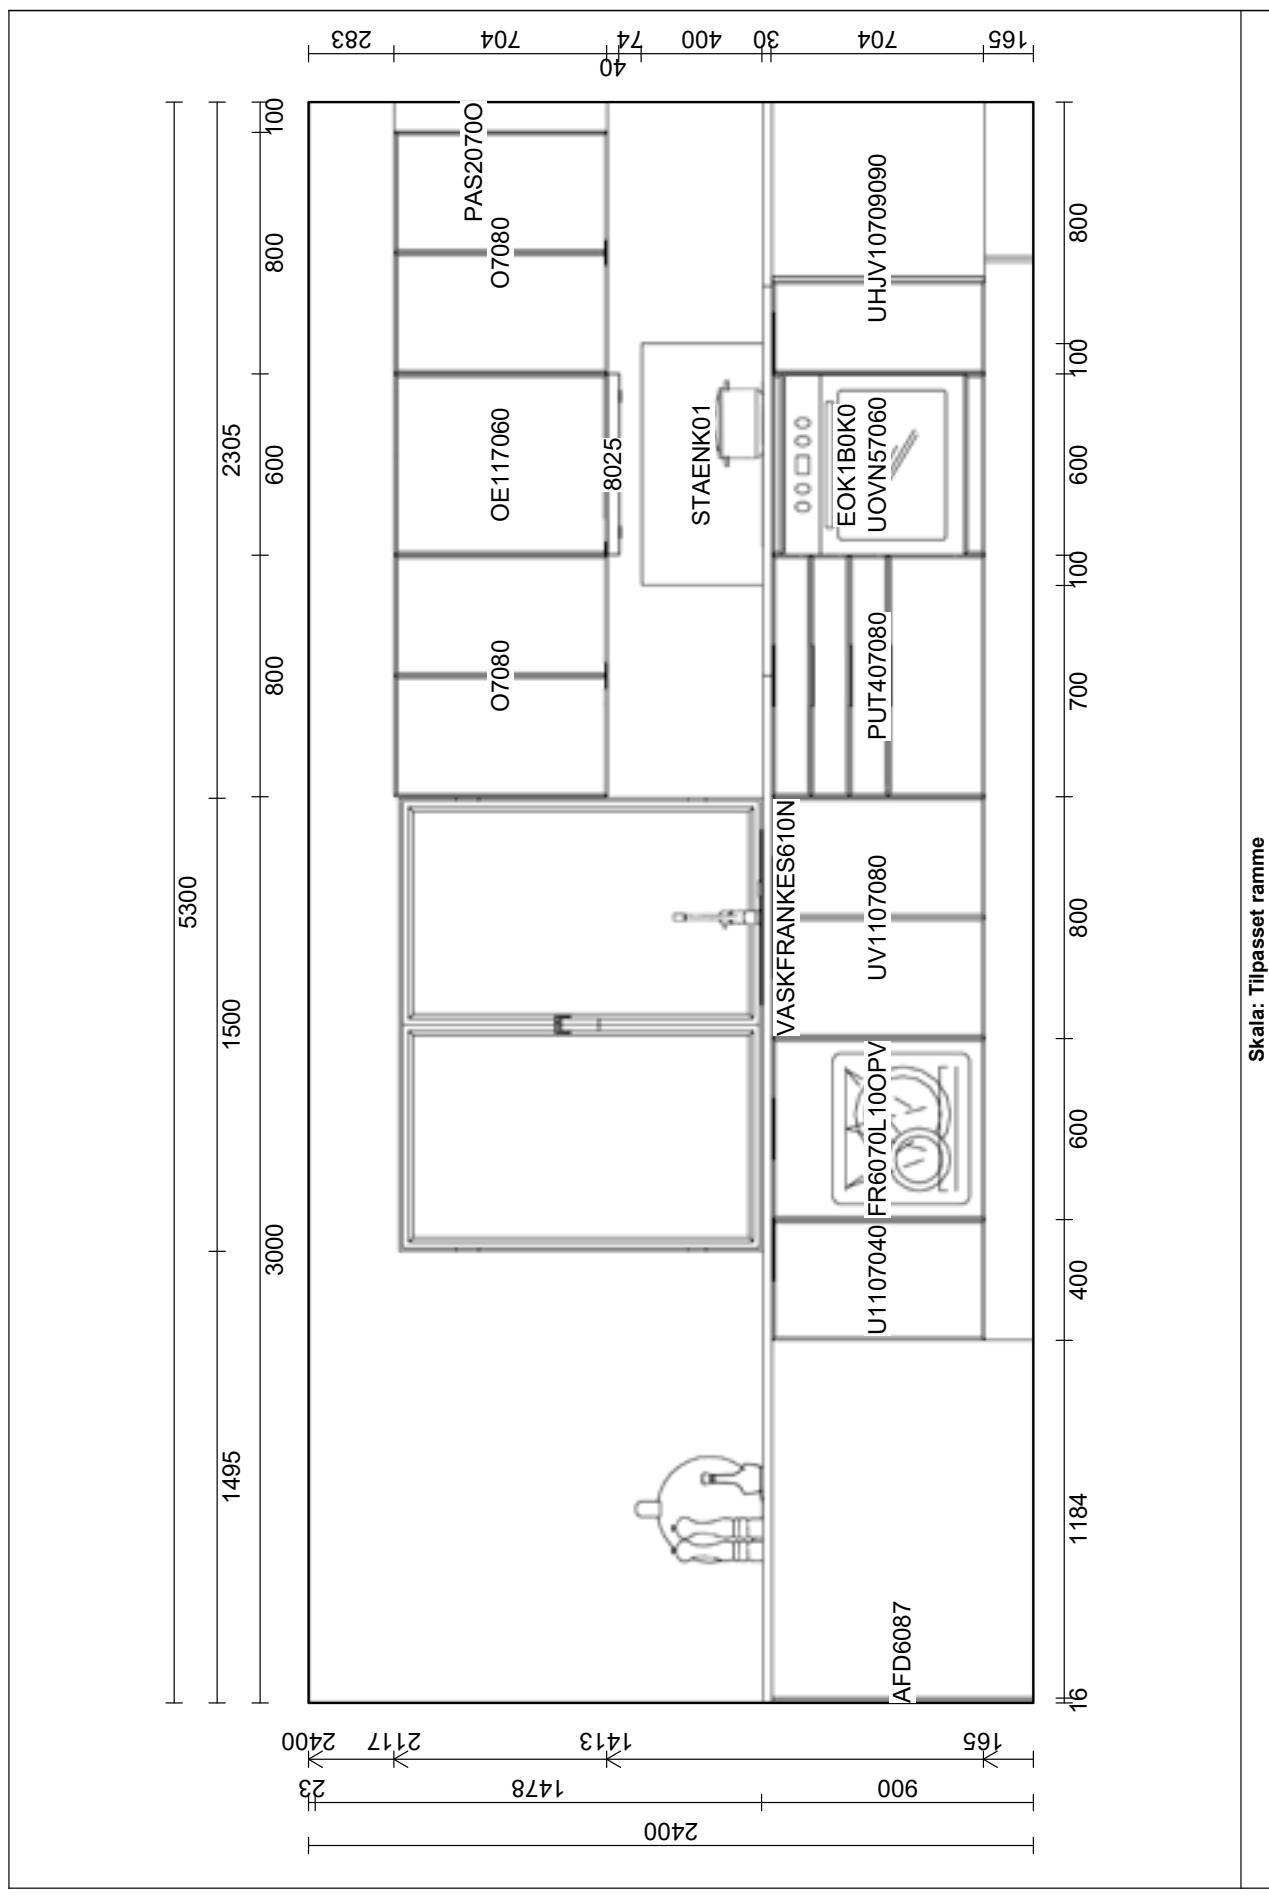 5300
1495
1500
2305
3000
800
600
800
100
2400
2117
1413
165
23
1478
900
2400
283
704
40
74
400
30
704
165
O7080
OE117060
O7080
PAS2070O
8025
STAENK01
VASKFRANKES610N
AFD6087
U1107040
FR6070L10OPV
UV1107080
PUT407080
EOK1B0K0
UOVN57060
UHJV10709090
16
1184
400
600
800
700
100
600
100
800
Skala: Tilpasset ramme